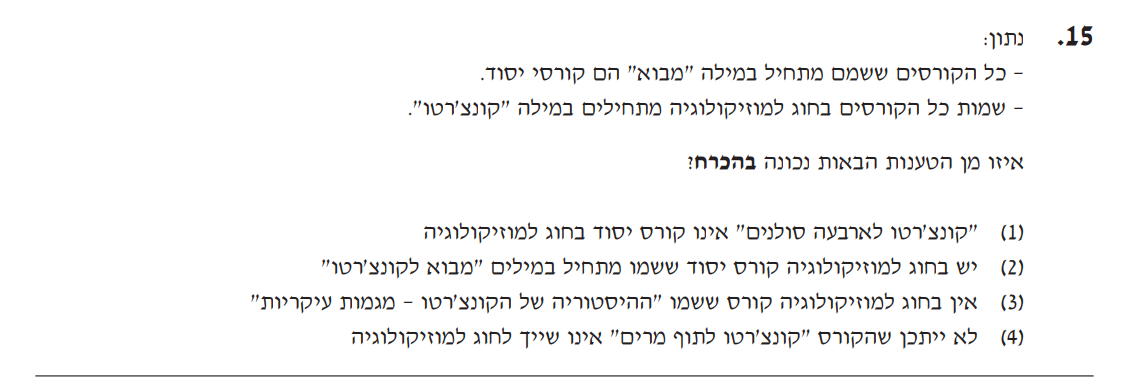 15. נתון:
- כל הקורסים ששמם מתחיל במילה "מבוא" הם קורסי יסוד.
- שמות כל הקורסים בחוג למוזיקולוגיה מתחילים במילה "קונצ'רטו".
איזו מן הטענות הבאות נכונה בהכרח?
(1) "קונצ'רטו לארבעה סולנים" אינו קורס יסוד בחוג למוזיקולוגיה
(2) יש בחוג למוזיקולוגיה קורס יסוד ששמו מתחיל במילים "מבוא לקונצ'רטו"
(3) אין בחוג למוזיקולוגיה קורס ששמו "ההיסטוריה של הקונצ'רטו – מגמות עיקריות"
(4) לא ייתכן שהקורס "קונצ'רטו לתוף מרים" אינו שייך לחוג למוזיקולוגיה